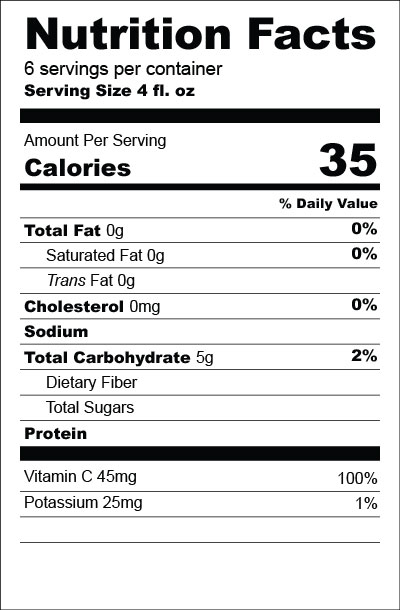 Nutrition Facts
6 servings per container
Serving Size 4 fl. oz
Amount Per Serving
Calories 35
% Daily Value
Total Fat 0g 0%
Saturated Fat 0g 0%
Trans Fat 0g
Cholesterol 0mg 0%
Sodium
Total Carbohydrate 5g 2%
Dietary Fiber
Total Sugars
Protein
Vitamin C 45mg 100%
Potassium 25mg 1%